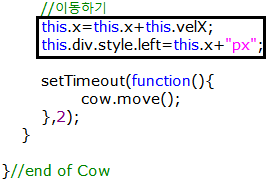 //이동하기
this.x=this.x+this.velX;
this.div.style.left=this.x+"px";
setTimeout(function(){
cow.move();
},2);
}
}//end of Cow